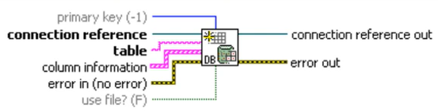 primary key (-1)
connection reference
connection reference out
table
column information
DB
error in (no error)
error out
use file? (F)